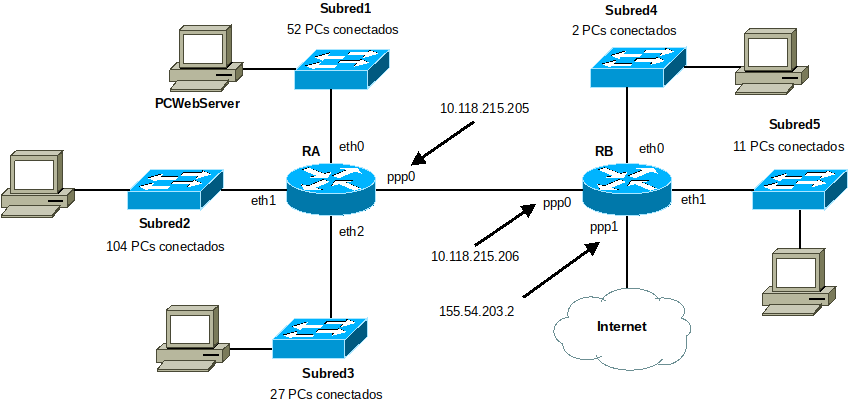 Subred1
52 PCs conectados
Subred4
2 PCs conectados
PCWebServer
10.118.215.205
Subred5
11 PCs conectados
RA
eth0
RB
eth0
ppp0
eth1
ppp0
eth1
Subred2
104 PCs conectados
eth2
ppp1
10.118.215.206
155.54.203.2
Internet
Subred3
27 PCs conectados